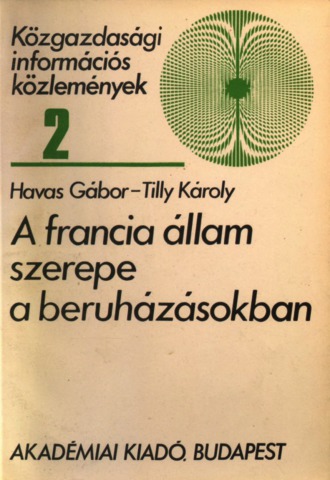 Közgazdasági
információs
közlemények
2
Havas Gábor–Tilly Károly
A francia állam
szerepe
a beruházásokban
AKADÉMIAI KIADÓ, BUDAPEST